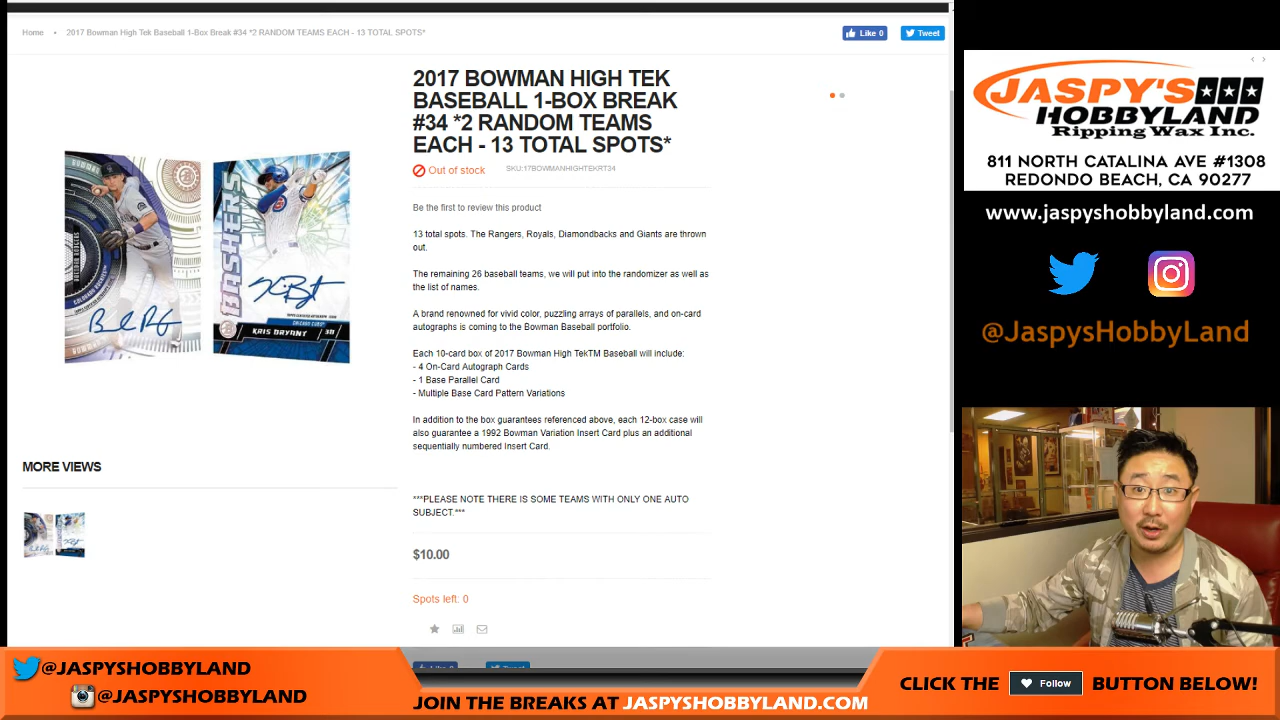 Home • 2017 Bowman High Tek Baseball 1-Box Break #34 *2 RANDOM TEAMS EACH - 13 TOTAL SPOTS*
Like 0
Tweet
2017 BOWMAN HIGH TEK
BASEBALL 1-BOX BREAK
#34 *2 RANDOM TEAMS
EACH - 13 TOTAL SPOTS*
Out of stock
SKU:17BOWMANHIGHTEKRT34
Be the first to review this product
13 total spots. The Rangers, Royals, Diamondbacks and Giants are thrown
out.
The remaining 26 baseball teams, we will put into the randomizer as well as
the list of names.
A brand renowned for vivid color, puzzling arrays of parallels, and on-card
autographs is coming to the Bowman Baseball portfolio.
Each 10-card box of 2017 Bowman High TekTM Baseball will include:
- 4 On-Card Autograph Cards
- 1 Base Parallel Card
- Multiple Base Card Pattern Variations
In addition to the box guarantees referenced above, each 12-box case will
also guarantee a 1992 Bowman Variation Insert Card plus an additional
sequentially numbered Insert Card.
***PLEASE NOTE THERE IS SOME TEAMS WITH ONLY ONE AUTO
SUBJECT.***
$10.00
Spots left: 0
BASHERS
KRIS BRYANT
MORE VIEWS
JASPY'S
HOBBYLAND
Ripping Wax Inc.
811 NORTH CATALINA AVE #1308
REDONDO BEACH, CA 90277
www.jaspyshobbyland.com
@JaspysHobbyLand
@JASPYSHOBBYLAND
@JASPYSHOBBYLAND
JOIN THE BREAKS AT JASPYSHOBBYLAND.COM
CLICK THE Follow BUTTON BELOW!